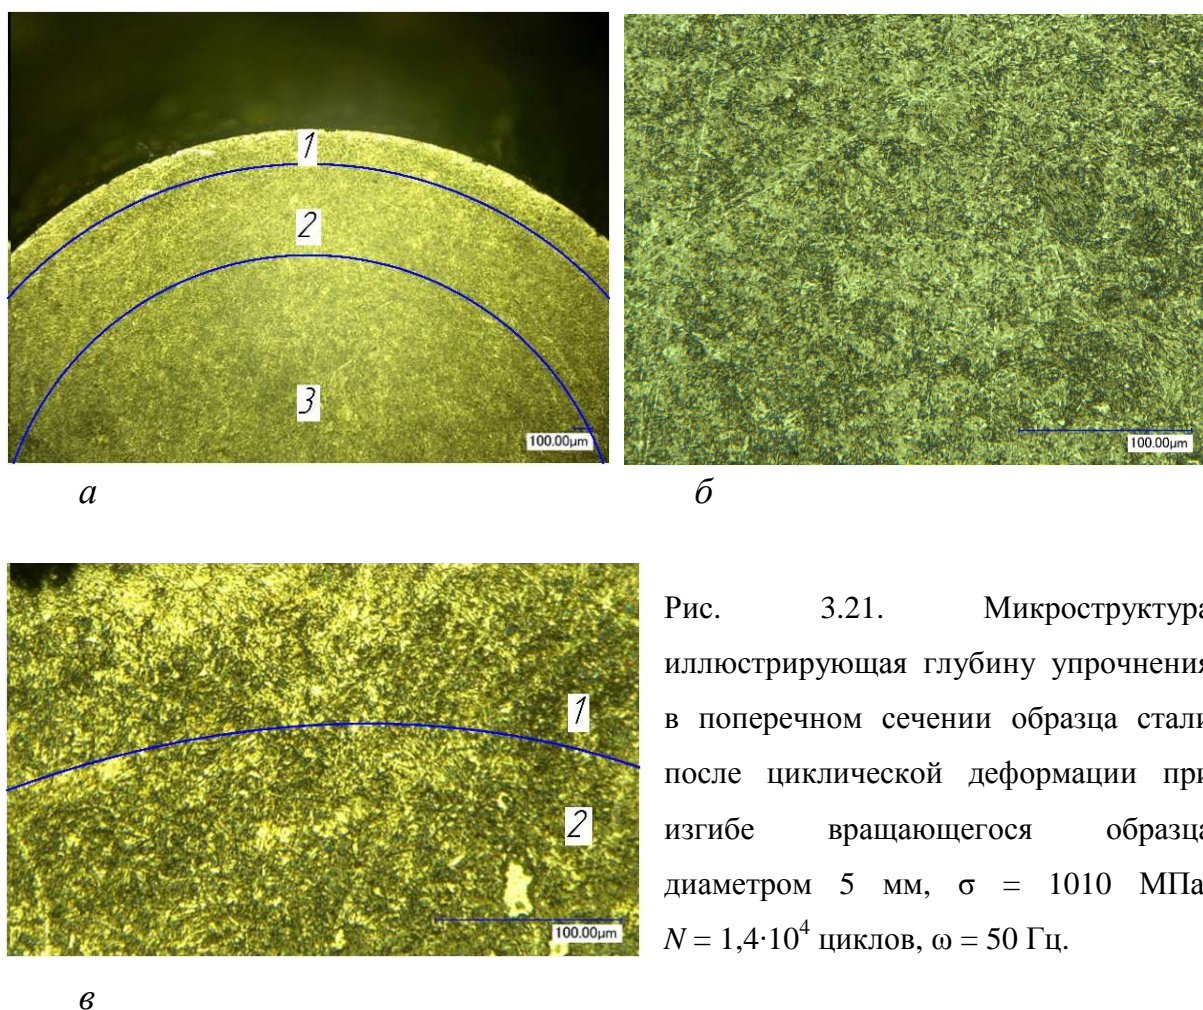 1
2
3
100.00µm
100.00µm
а
б
1
2
100.00µm
в
Рис. 3.21. Микроструктура
иллюстрирующая глубину упрочнения
в поперечном сечении образца стали
после циклической деформации при
изгибе вращающегося образца
диаметром 5 мм, σ = 1010 МПа
N = 1,4·10⁴ циклов, ω = 50 Гц.